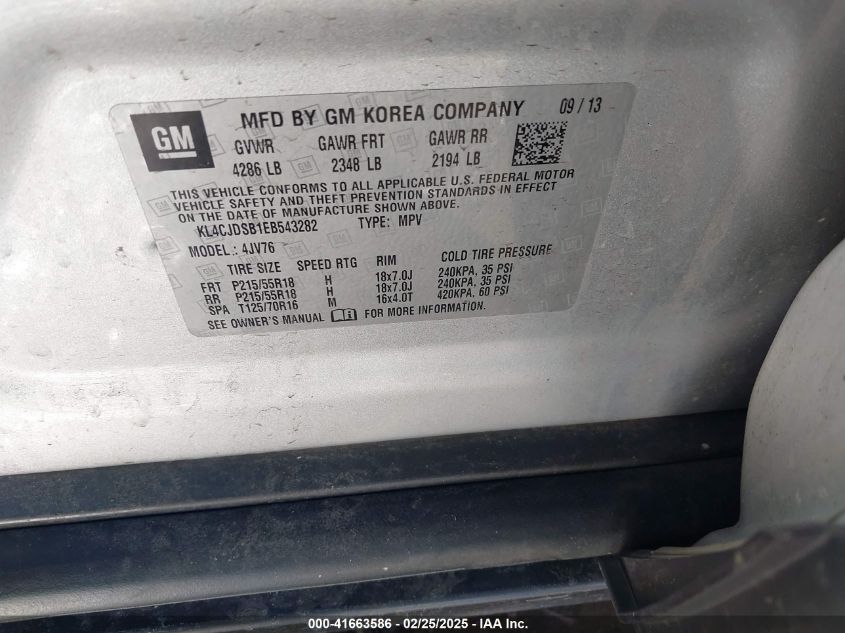 GM
MFD BY GM KOREA COMPANY 09 / 13
GVWR GAWR FRT GAWR RR
4286 LB 2348 LB 2194 LB
THIS VEHICLE CONFORMS TO ALL APPLICABLE U.S. FEDERAL MOTOR
VEHICLE SAFETY AND THEFT PREVENTION STANDARDS IN EFFECT
ON THE DATE OF MANUFACTURE SHOWN ABOVE.
KL4CJDSB1EB543282 TYPE: MPV
MODEL: 4JV76
TIRE SIZE SPEED RTG RIM COLD TIRE PRESSURE
FRT P215/55R18 H 18x7.0J 240KPA, 35 PSI
RR P215/55R18 H 18x7.0J 240KPA, 35 PSI
SPA T125/70R16 M 16x4.0T 420KPA, 60 PSI
SEE OWNER'S MANUAL FOR MORE INFORMATION.
000-41663586 - 02/25/2025 - IAA Inc.